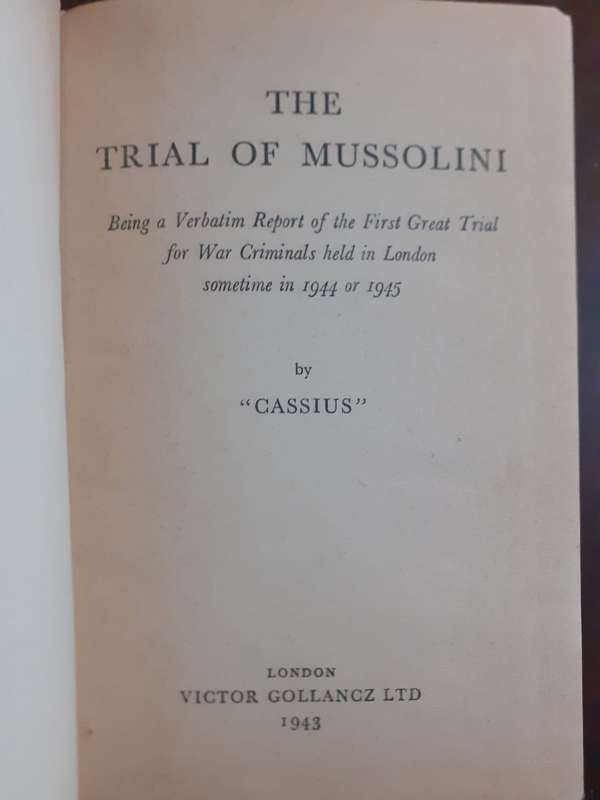 THE
TRIAL OF MUSSOLINI
Being a Verbatim Report of the First Great Trial
for War Criminals held in London
sometime in 1944 or 1945
by
"CASSIUS"
LONDON
VICTOR GOLLANCZ LTD
1943